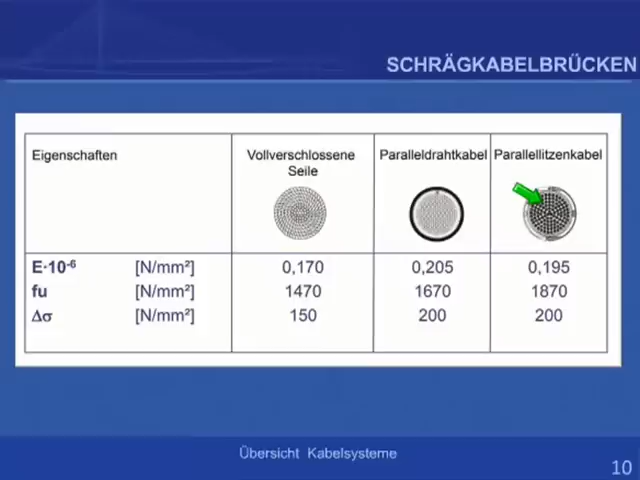 SCHRÄGKABELBRÜCKEN
Eigenschaften Vollverschlossene Seile Paralleldrahtkabel Parallellitzenkabel
E·10-6 [N/mm²] 0,170 0,205 0,195
fu [N/mm²] 1470 1670 1870
Δσ [N/mm²] 150 200 200
Übersicht Kabelsysteme
10